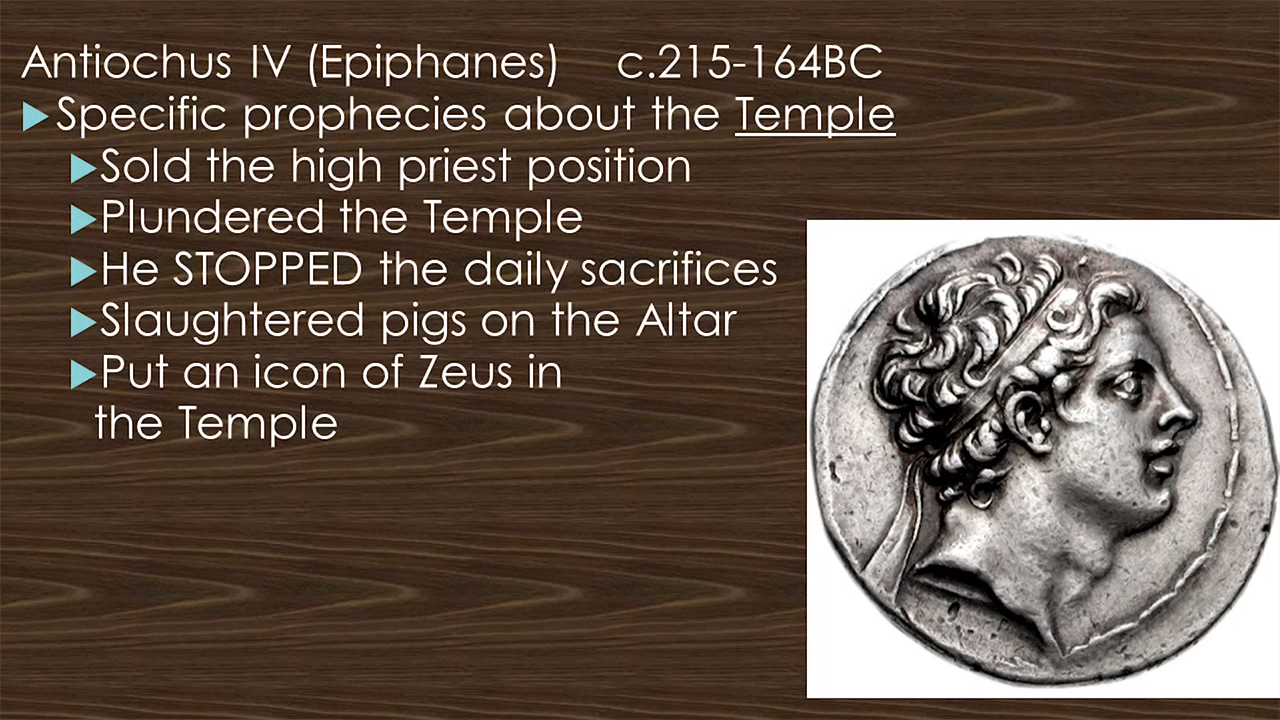 Antiochus IV (Epiphanes) c.215-164BC
Specific prophecies about the Temple
Sold the high priest position
Plundered the Temple
He STOPPED the daily sacrifices
Slaughtered pigs on the Altar
Put an icon of Zeus in
the Temple